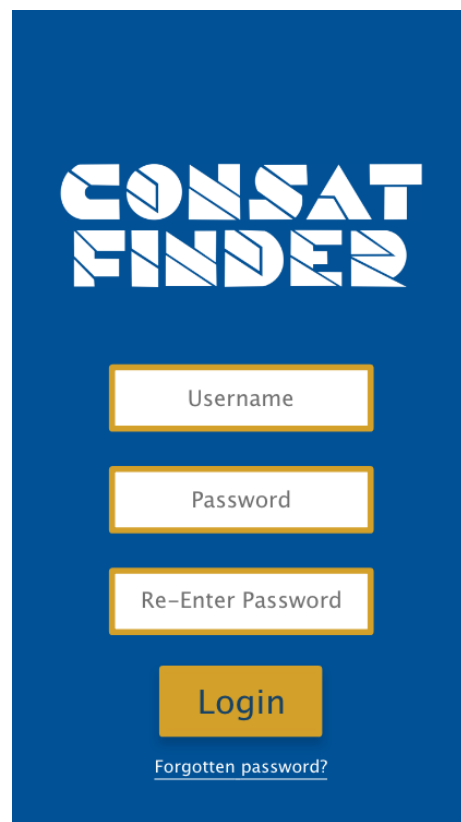 CONSAT
FINDER
Username
Password
Re-Enter Password
Login
Forgotten password?